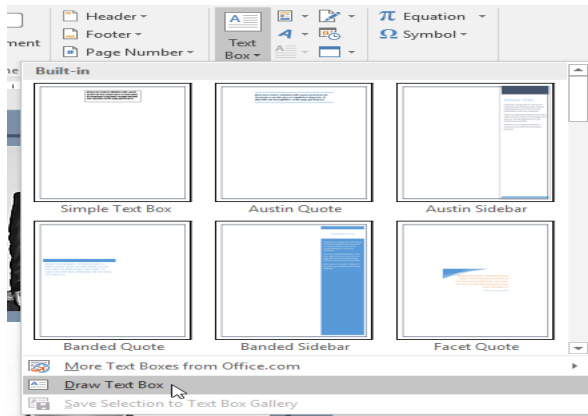 Header
Footer
Page Number
ment
Text
Box
Equation
Symbol
Built-in
Simple Text Box
Austin Quote
Austin Sidebar
Banded Quote
Banded Sidebar
Facet Quote
More Text Boxes from Office.com
Draw Text Box
Save Selection to Text Box Gallery